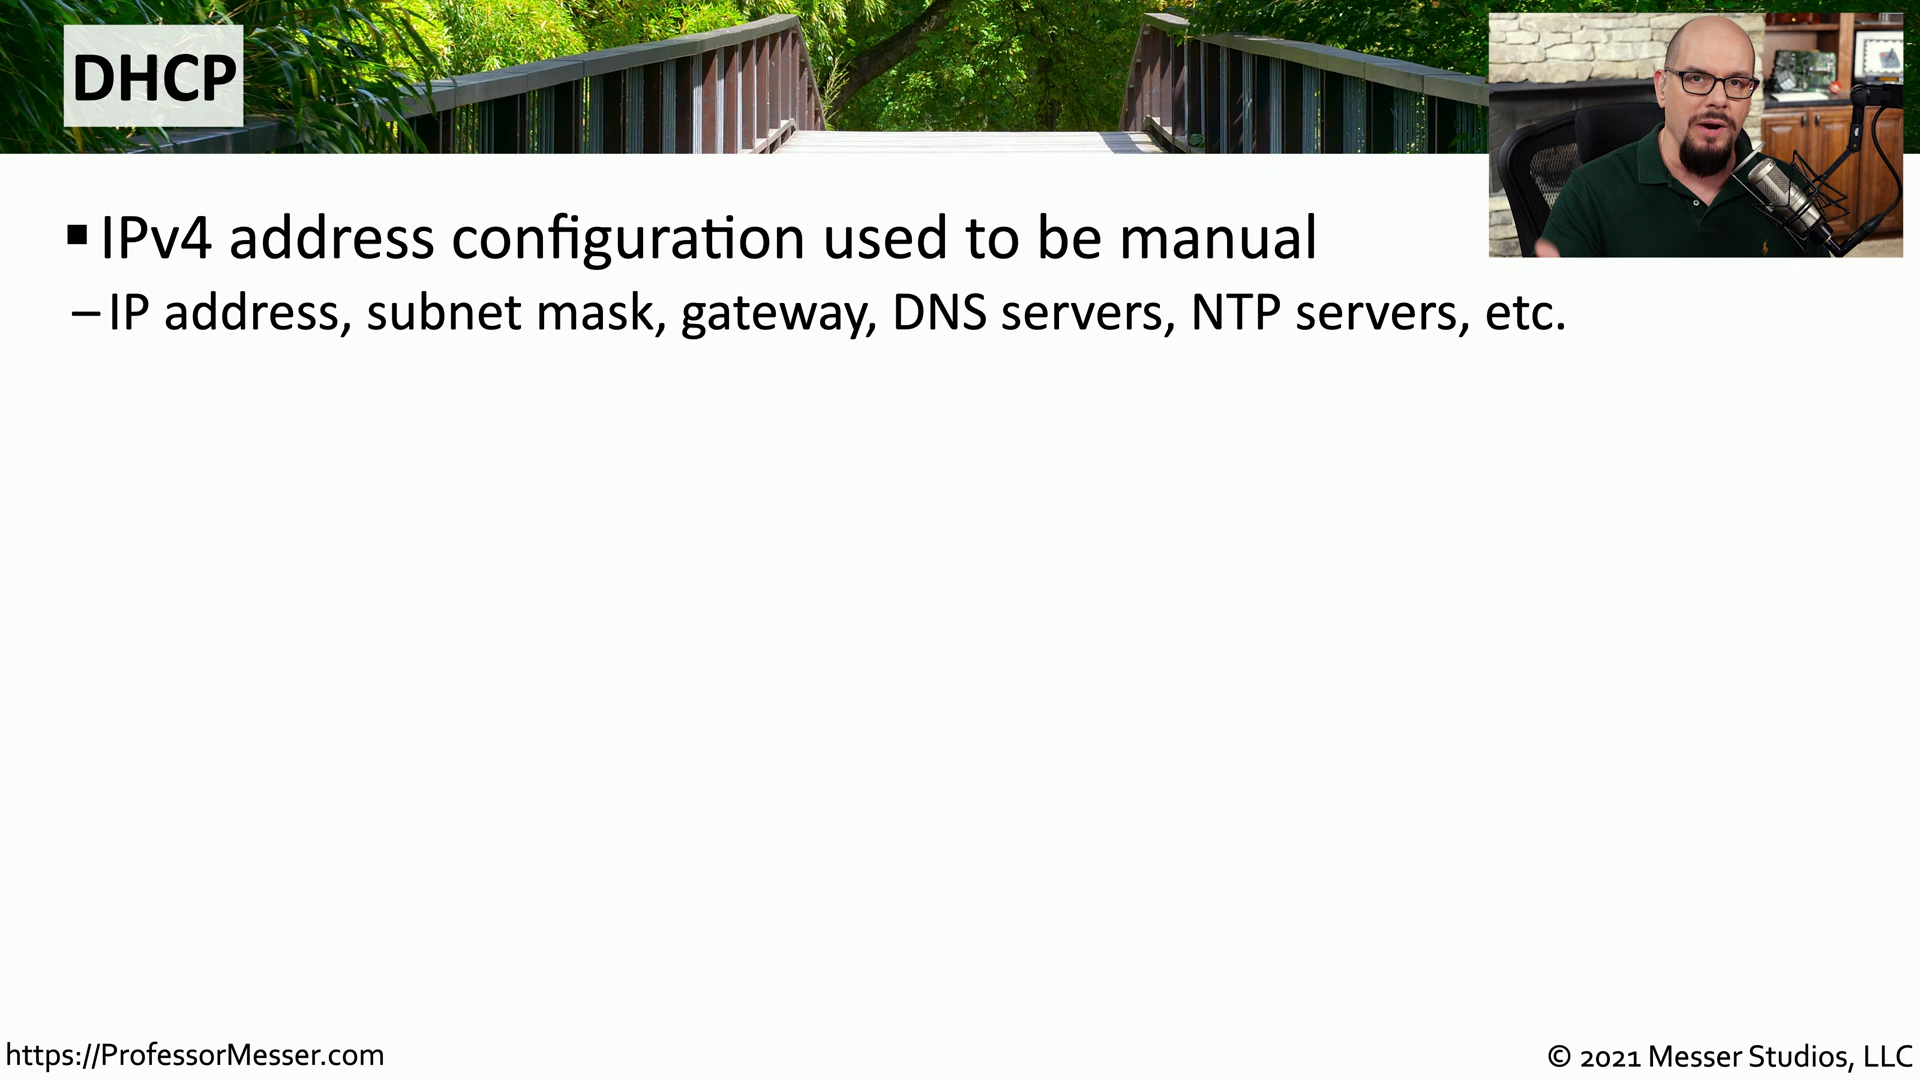 DHCP
▪ IPv4 address configuration used to be manual
– IP address, subnet mask, gateway, DNS servers, NTP servers, etc.
https://ProfessorMesser.com
© 2021 Messer Studios, LLC